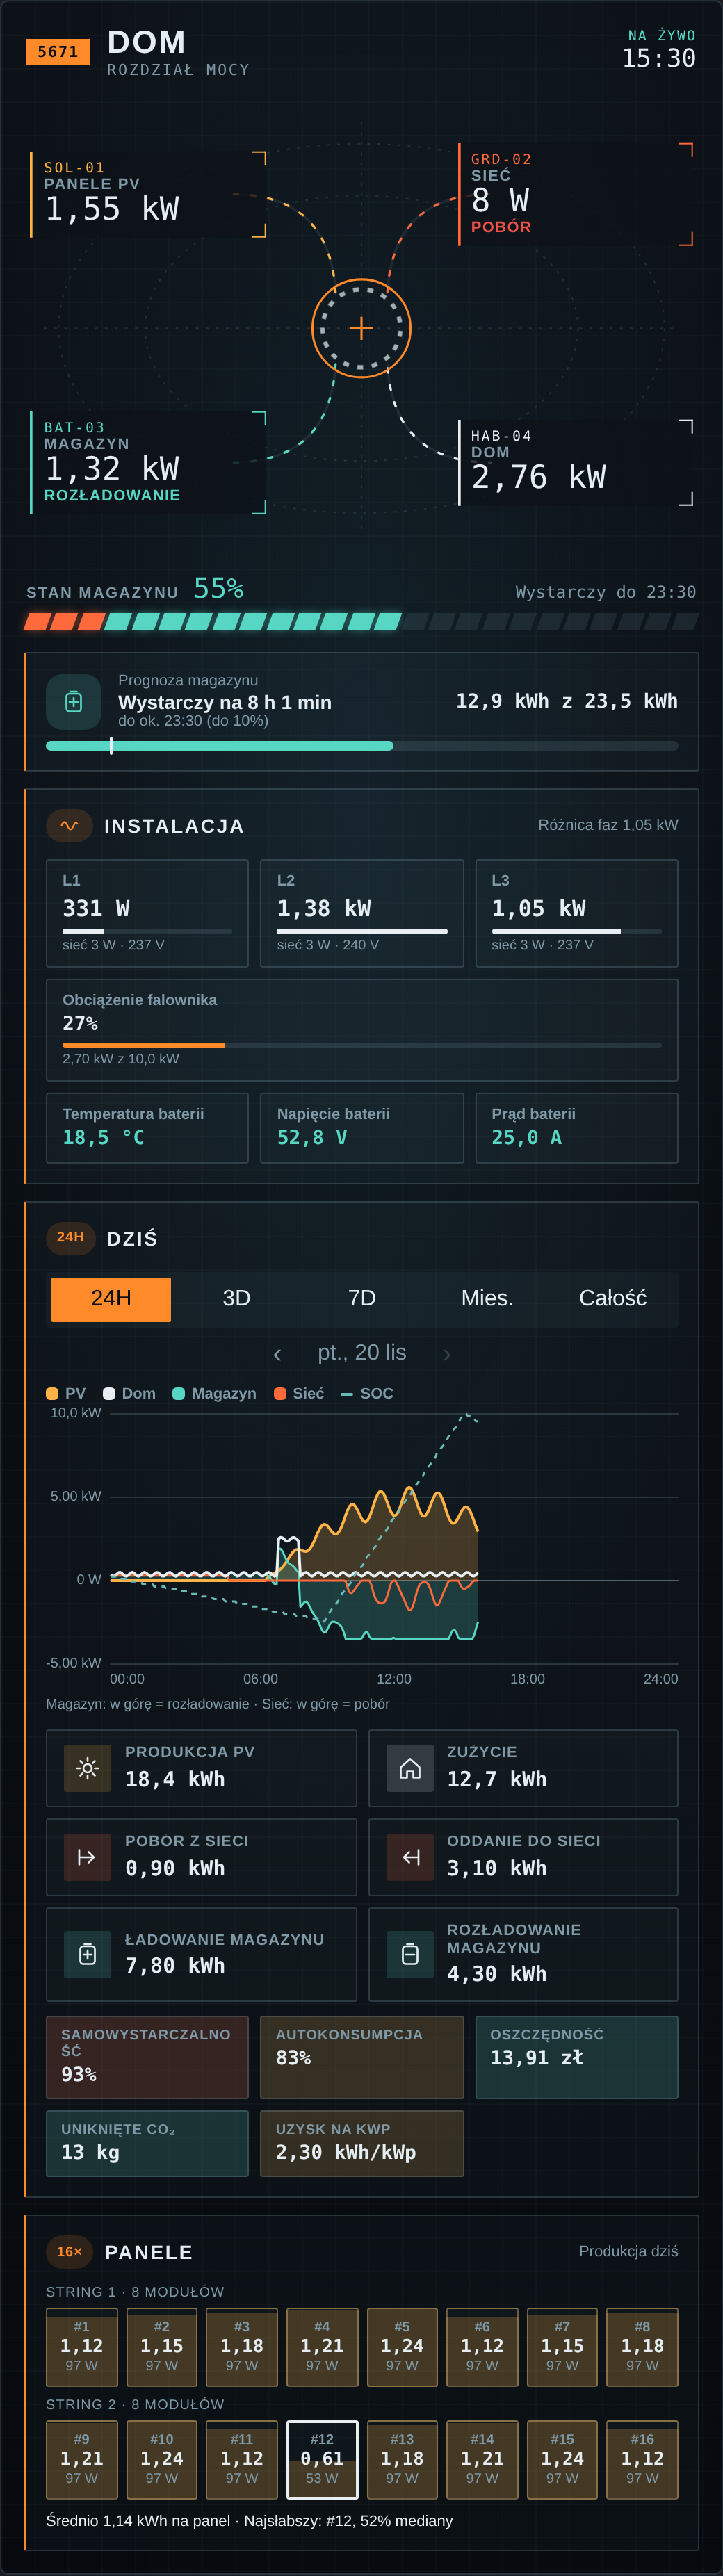 5671
DOM
ROZDZIAŁ MOCY
NA ŻYWO
15:30
SOL-01
PANELE PV
1,55 kW
GRD-02
SIEĆ
8 W
POBÓR
BAT-03
MAGAZYN
1,32 kW
ROZŁADOWANIE
HAB-04
DOM
2,76 kW
STAN MAGAZYNU 55%
Wystarczy do 23:30
Prognoza magazynu
Wystarczy na 8 h 1 min
do ok. 23:30 (do 10%)
12,9 kWh z 23,5 kWh
INSTALACJA
Różnica faz 1,05 kW
L1
331 W
sieć 3 W · 237 V
L2
1,38 kW
sieć 3 W · 240 V
L3
1,05 kW
sieć 3 W · 237 V
Obciążenie falownika
27%
2,70 kW z 10,0 kW
Temperatura baterii
18,5 °C
Napięcie baterii
52,8 V
Prąd baterii
25,0 A
24H DZIŚ
24H 3D 7D Mies. Całość
‹ pt., 20 lis ›
PV Dom Magazyn Sieć SOC
10,0 kW
5,00 kW
0 W
-5,00 kW
00:00 06:00 12:00 18:00 24:00
Magazyn: w górę = rozładowanie · Sieć: w górę = pobór
PRODUKCJA PV
18,4 kWh
ZUŻYCIE
12,7 kWh
POBÓR Z SIECI
0,90 kWh
ODDANIE DO SIECI
3,10 kWh
ŁADOWANIE MAGAZYNU
7,80 kWh
ROZŁADOWANIE
MAGAZYNU
4,30 kWh
SAMOWYSTARCZALNO
ŚĆ
93%
AUTOKONSUMPCJA
83%
OSZCZĘDNOŚĆ
13,91 zł
UNIKNIĘTE CO₂
13 kg
UZYSK NA KWP
2,30 kWh/kWp
16× PANELE
Produkcja dziś
STRING 1 · 8 MODUŁÓW
#1 #2 #3 #4 #5 #6 #7 #8
1,12 1,15 1,18 1,21 1,24 1,12 1,15 1,18
97 W 97 W 97 W 97 W 97 W 97 W 97 W 97 W
STRING 2 · 8 MODUŁÓW
#9 #10 #11 #12 #13 #14 #15 #16
1,21 1,24 1,12 0,61 1,18 1,21 1,24 1,12
97 W 97 W 97 W 53 W 97 W 97 W 97 W 97 W
Średnio 1,14 kWh na panel · Najsłabszy: #12, 52% mediany